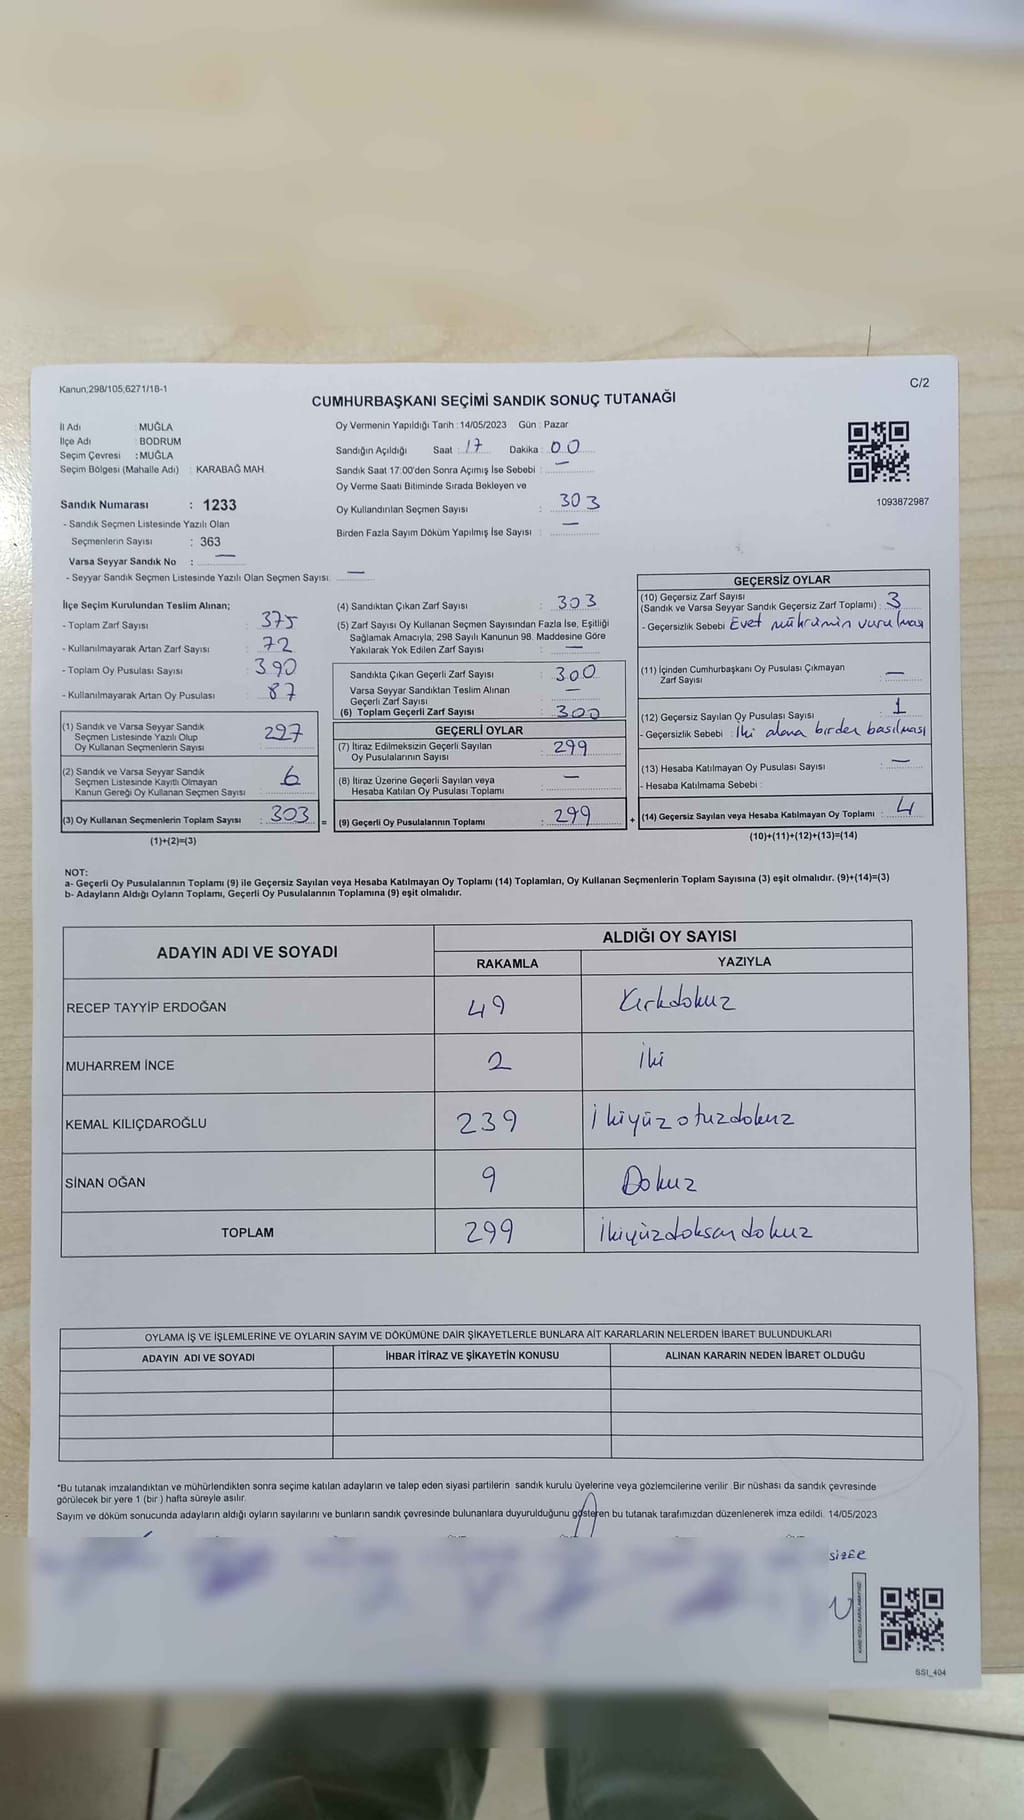 Kanun;298/105,6271/18-1
C/2
CUMHURBAŞKANI SEÇİMİ SANDIK SONUÇ TUTANAĞI
İl Adı : MUĞLA
İlçe Adı : BODRUM
Seçim Çevresi : MUĞLA
Seçim Bölgesi (Mahalle Adı) : KARABAĞ MAH.
Sandık Numarası : 1233
- Sandık Seçmen Listesinde Yazılı Olan
Seçmenlerin Sayısı : 363
Varsa Seyyar Sandık No : —
- Seyyar Sandık Seçmen Listesinde Yazılı Olan Seçmen Sayısı: —
Oy Vermenin Yapıldığı Tarih : 14/05/2023 Gün : Pazar
Sandığın Açıldığı Saat : 17 Dakika : 00
Sandık Saat 17:00'den Sonra Açımış İse Sebebi : —
Oy Verme Saati Bitiminde Sırada Bekleyen ve
Oy Kullandırılan Seçmen Sayısı : 303
Birden Fazla Sayım Döküm Yapılmış İse Sayısı : —
1093872987
İlçe Seçim Kurulundan Teslim Alınan;
- Toplam Zarf Sayısı : 375
- Kullanılmayarak Artan Zarf Sayısı : 72
- Toplam Oy Pusulası Sayısı : 390
- Kullanılmayarak Artan Oy Pusulası : 87
(1) Sandık ve Varsa Seyyar Sandık
Seçmen Listesinde Yazılı Olup
Oy Kullanan Seçmenlerin Sayısı : 297
(2) Sandık ve Varsa Seyyar Sandık
Seçmen Listesinde Kayıtlı Olmayan
Kanun Gereği Oy Kullanan Seçmen Sayısı : 6
(3) Oy Kullanan Seçmenlerin Toplam Sayısı : 303 =
(1)+(2)=(3)
(4) Sandıktan Çıkan Zarf Sayısı : 303
(5) Zarf Sayısı Oy Kullanan Seçmen Sayısından Fazla İse, Eşitliği
Sağlamak Amacıyla, 298 Sayılı Kanunun 98. Maddesine Göre
Yakılarak Yok Edilen Zarf Sayısı : —
Sandıkta Çıkan Geçerli Zarf Sayısı : 300
Varsa Seyyar Sandıktan Teslim Alınan
Geçerli Zarf Sayısı : —
(6) Toplam Geçerli Zarf Sayısı : 300
GEÇERLİ OYLAR
(7) İtiraz Edilmeksizin Geçerli Sayılan
Oy Pusulalarının Sayısı : 299
(8) İtiraz Üzerine Geçerli Sayılan veya
Hesaba Katılan Oy Pusulası Toplamı : —
(9) Geçerli Oy Pusulalarının Toplamı : 299 +
GEÇERSİZ OYLAR
(10) Geçersiz Zarf Sayısı
(Sandık ve Varsa Seyyar Sandık Geçersiz Zarf Toplamı) : 3
- Geçersizlik Sebebi : Evet mührünün vurulması
(11) İçinden Cumhurbaşkanı Oy Pusulası Çıkmayan
Zarf Sayısı : —
(12) Geçersiz Sayılan Oy Pusulası Sayısı : 1
- Geçersizlik Sebebi : İki alana birden basılması
(13) Hesaba Katılmayan Oy Pusulası Sayısı : —
- Hesaba Katılmama Sebebi :
(14) Geçersiz Sayılan veya Hesaba Katılmayan Oy Toplamı : 4
(10)+(11)+(12)+(13)=(14)
NOT:
a- Geçerli Oy Pusulalarının Toplamı (9) ile Geçersiz Sayılan veya Hesaba Katılmayan Oy Toplamı (14) Toplamları, Oy Kullanan Seçmenlerin Toplam Sayısına (3) eşit olmalıdır. (9)+(14)=(3)
b- Adayların Aldığı Oyların Toplamı, Geçerli Oy Pusulalarının Toplamına (9) eşit olmalıdır.
ADAYIN ADI VE SOYADI ALDIĞI OY SAYISI
RAKAMLA YAZIYLA
RECEP TAYYİP ERDOĞAN 49 Kırkdokuz
MUHARREM İNCE 2 İki
KEMAL KILIÇDAROĞLU 239 İkiyüzotuzdokuz
SİNAN OĞAN 9 Dokuz
TOPLAM 299 İkiyüzdoksandokuz
OYLAMA İŞ VE İŞLEMLERİNE VE OYLARIN SAYIM VE DÖKÜMÜNE DAİR ŞİKAYETLERLE BUNLARA AİT KARARLARIN NELERDEN İBARET BULUNDUKLARI
ADAYIN ADI VE SOYADI İHBAR İTİRAZ VE ŞİKAYETİN KONUSU ALINAN KARARIN NEDEN İBARET OLDUĞU
*Bu tutanak imzalandıktan ve mühürlendikten sonra seçime katılan adayların ve talep eden siyasi partilerin sandık kurulu üyelerine veya gözlemcilerine verilir. Bir nüshası da sandık çevresinde
görülecek bir yere 1 (bir ) hafta süreyle asılır.
Sayım ve döküm sonucunda adayların aldığı oyların sayılarını ve bunların sandık çevresinde bulunanlara duyurulduğunu gösteren bu tutanak tarafımızdan düzenlenerek imza edildi. 14/05/2023
SİZER
SSI_404